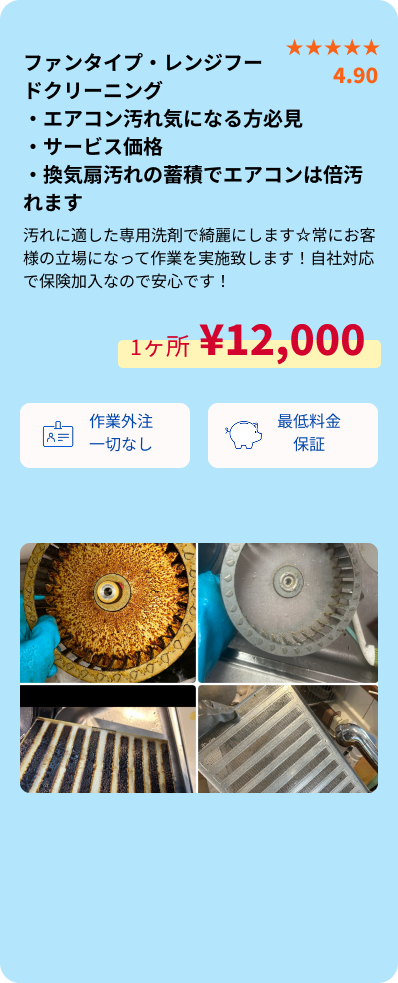 ★★★★★
4.90
ファンタイプ・レンジフー
ドクリーニング
・エアコン汚れ気になる方必見
・サービス価格
・換気扇汚れの蓄積でエアコンは倍汚
れます
汚れに適した専用洗剤で綺麗にします☆常にお客
様の立場になって作業を実施致します！自社対応
で保険加入なので安心です！
1ヶ所 ¥12,000
作業外注
一切なし
最低料金
保証